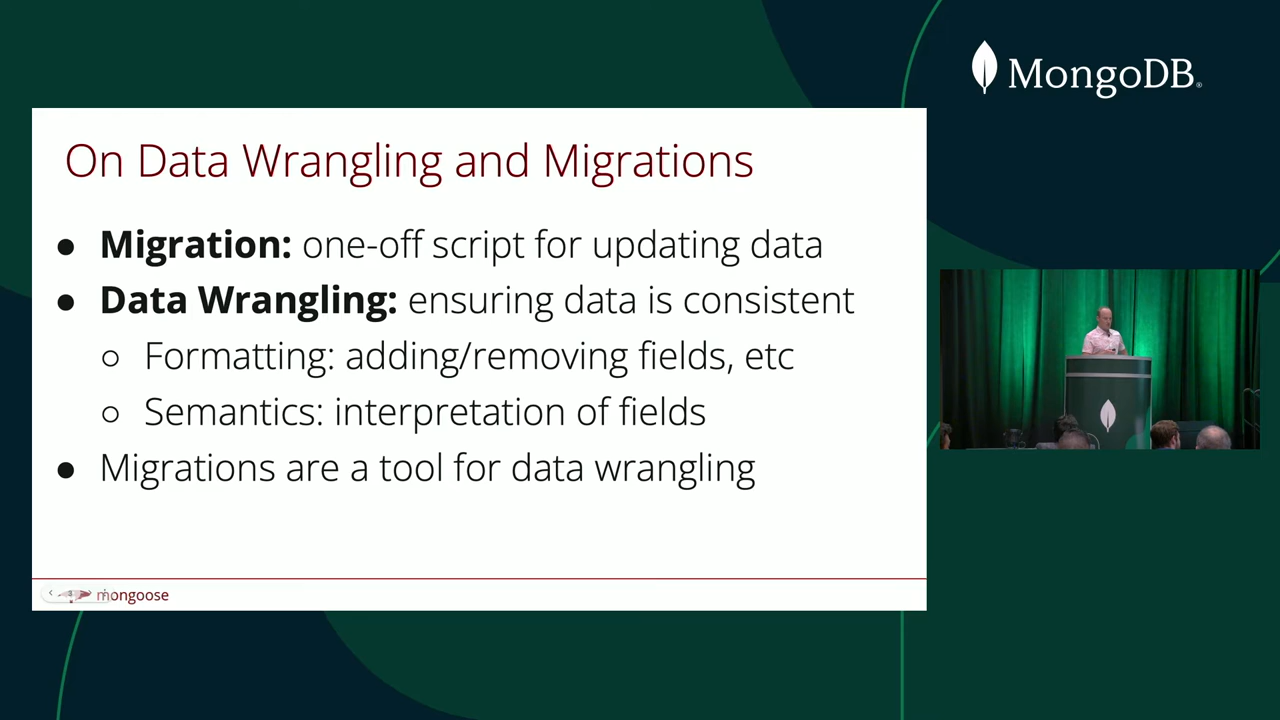 MongoDB®
On Data Wrangling and Migrations
● Migration: one-off script for updating data
● Data Wrangling: ensuring data is consistent
○ Formatting: adding/removing fields, etc
○ Semantics: interpretation of fields
● Migrations are a tool for data wrangling
mongoose